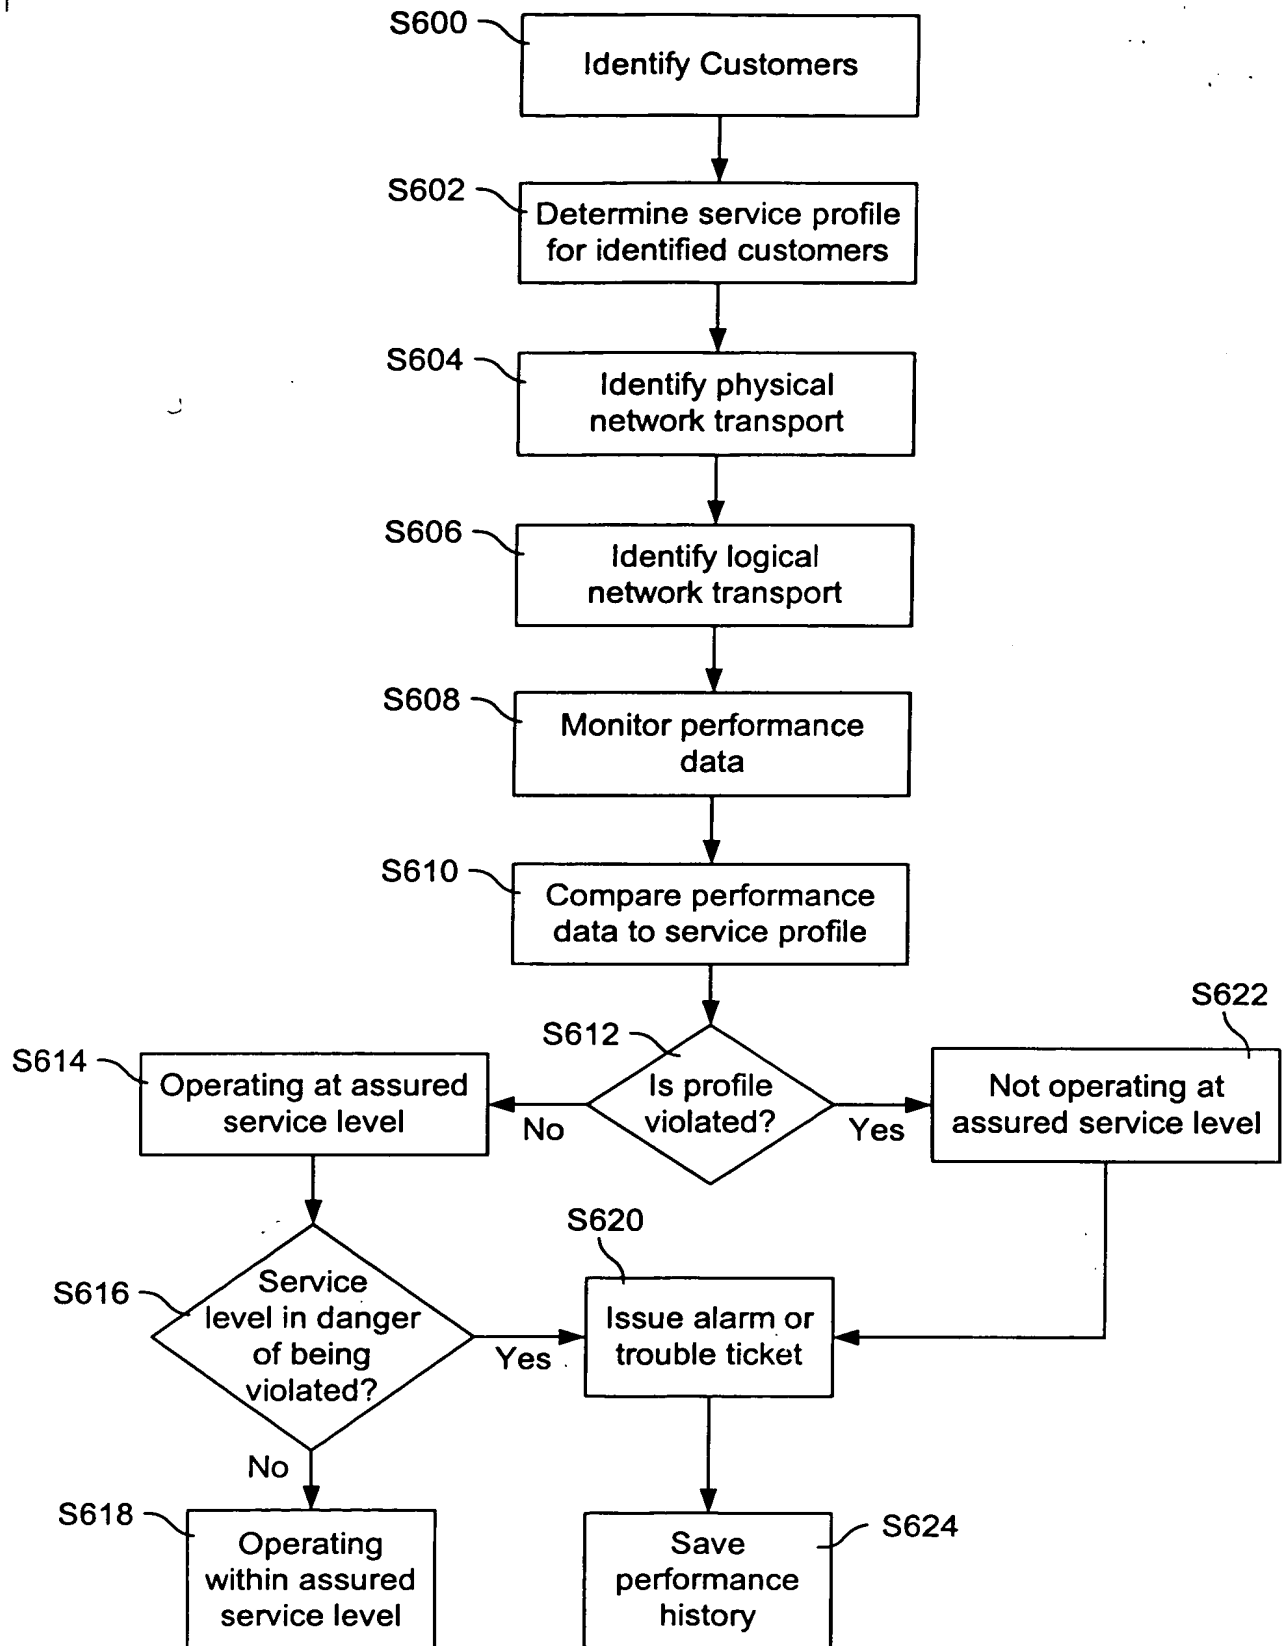 S600
Identify Customers
S602
Determine service profile
for identified customers
S604
Identify physical
network transport
S606
Identify logical
network transport
S608
Monitor performance
data
S610
Compare performance
data to service profile
S612
Is profile
violated?
No
Yes
S614
Operating at assured
service level
S622
Not operating at
assured service level
S616
Service
level in danger
of being
violated?
Yes
No
S620
Issue alarm or
trouble ticket
S618
Operating
within assured
service level
S624
Save
performance
history